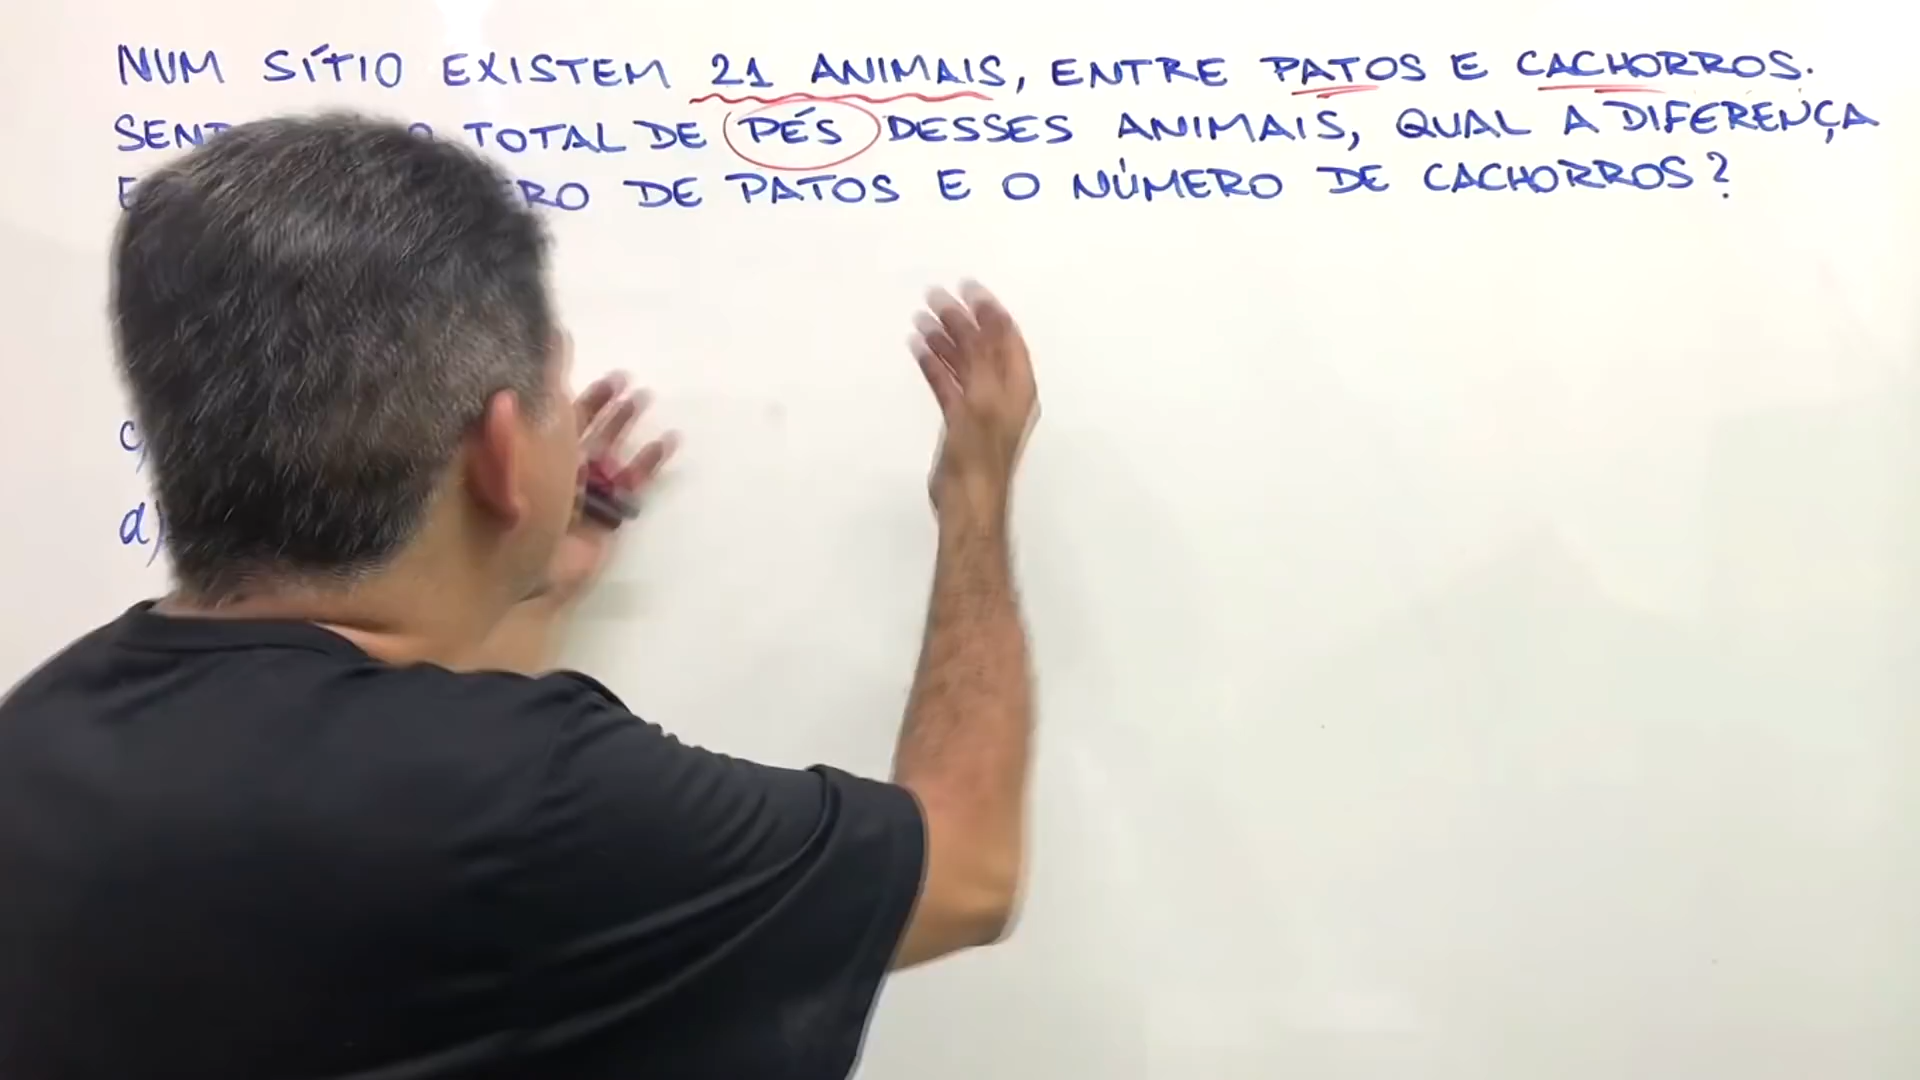 NUM SÍTIO EXISTEM 21 ANIMAIS, ENTRE PATOS E CACHORROS.
TOTAL DE PÉS DESSES ANIMAIS, QUAL A DIFERENÇA
DE PATOS E O NÚMERO DE CACHORROS?
c)
d)